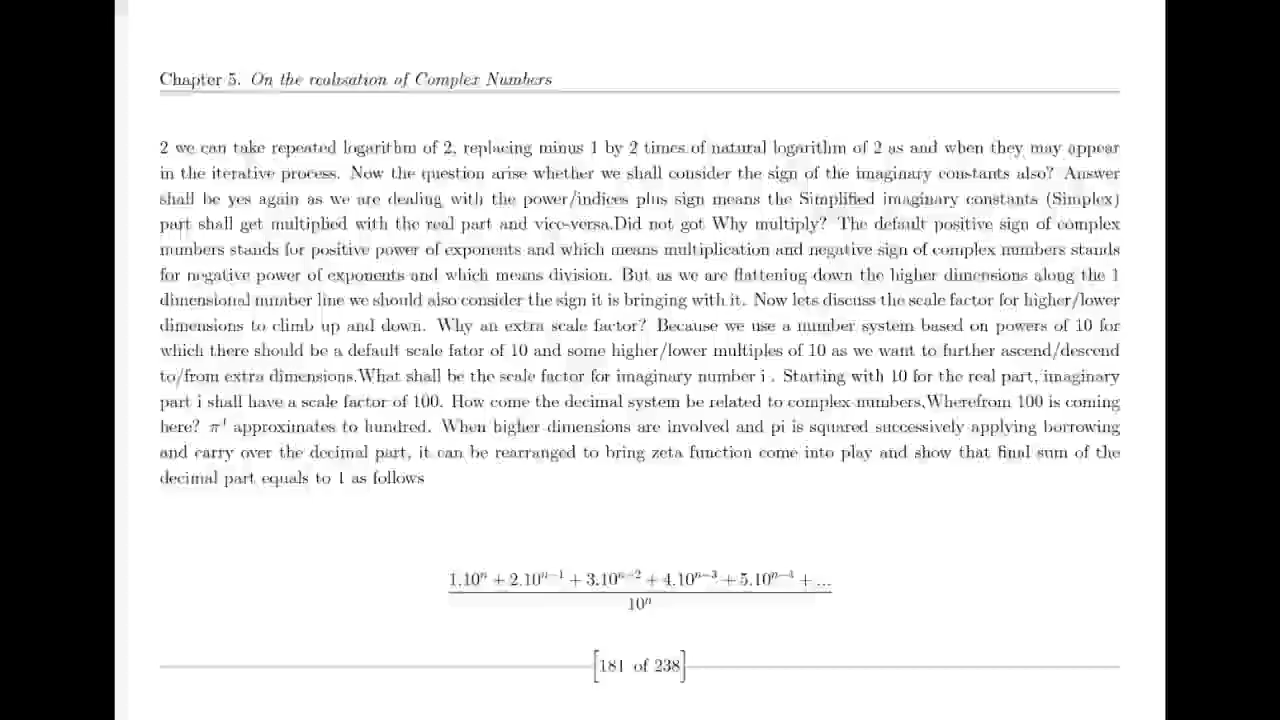 Chapter 5. On the realisation of Complex Numbers
2 we can take repeated logarithm of 2, replacing minus 1 by 2 times of natural logarithm of 2 as and when they may appear
in the iterative process. Now the question arise whether we shall consider the sign of the imaginary constants also? Answer
shall be yes again as we are dealing with the power/indices plus sign means the Simplified imaginary constants (Simplex)
part shall get multiplied with the real part and vice-versa.Did not got Why multiply? The default positive sign of complex
numbers stands for positive power of exponents and which means multiplication and negative sign of complex numbers stands
for negative power of exponents and which means division. But as we are flattening down the higher dimensions along the 1
dimensional number line we should also consider the sign it is bringing with it. Now lets discuss the scale factor for higher/lower
dimensions to climb up and down. Why an extra scale factor? Because we use a number system based on powers of 10 for
which there should be a default scale fator of 10 and some higher/lower multiples of 10 as we want to further ascend/descend
to/from extra dimensions.What shall be the scale factor for imaginary number i . Starting with 10 for the real part, imaginary
part i shall have a scale factor of 100. How come the decimal system be related to complex numbers,Wherefrom 100 is coming
here? π⁴ approximates to hundred. When higher dimensions are involved and pi is squared successively applying borrowing
and carry over the decimal part, it can be rearranged to bring zeta function come into play and show that final sum of the
decimal part equals to 1 as follows
1.10ⁿ + 2.10ⁿ⁻¹ + 3.10ⁿ⁻² + 4.10ⁿ⁻³ + 5.10ⁿ⁻⁴ + ...
10ⁿ
[181 of 238]